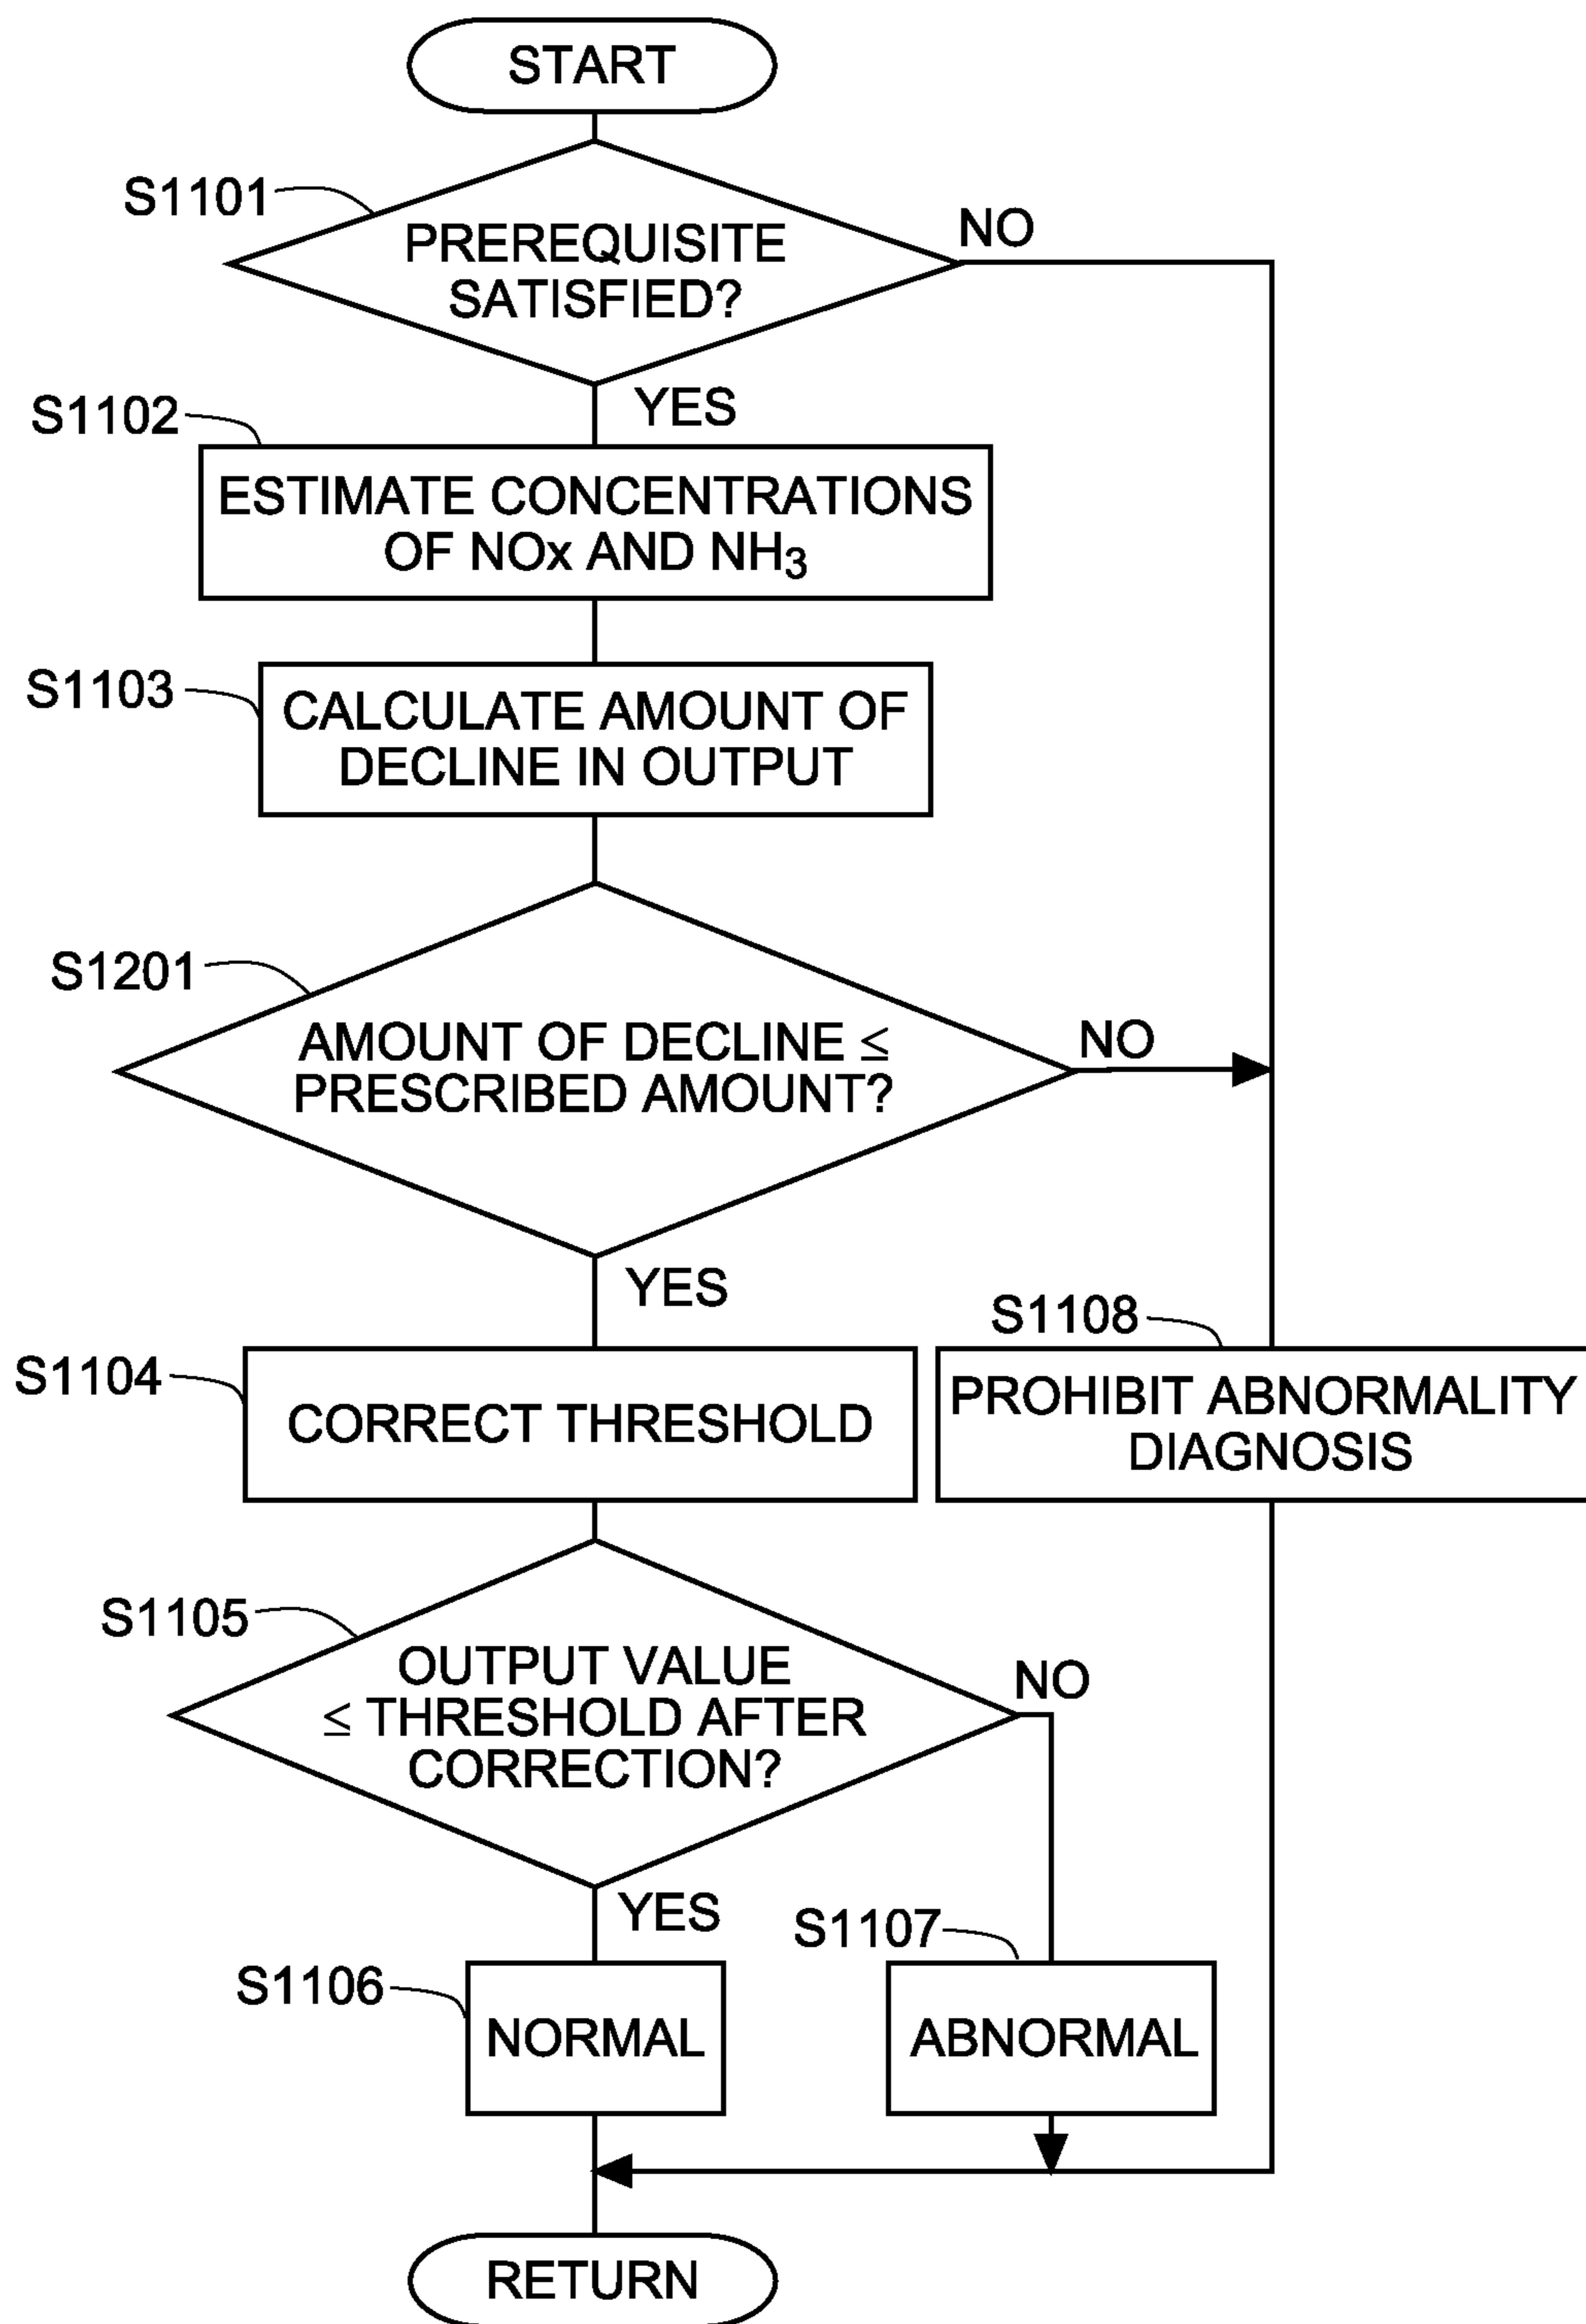 START
S1101
PREREQUISITE
SATISFIED?
NO
YES
S1102
ESTIMATE CONCENTRATIONS
OF NOx AND NH₃
S1103
CALCULATE AMOUNT OF
DECLINE IN OUTPUT
S1201
AMOUNT OF DECLINE ≤
PRESCRIBED AMOUNT?
NO
YES
S1104
CORRECT THRESHOLD
S1108
PROHIBIT ABNORMALITY
DIAGNOSIS
S1105
OUTPUT VALUE
≤ THRESHOLD AFTER
CORRECTION?
NO
YES
S1106
NORMAL
S1107
ABNORMAL
RETURN